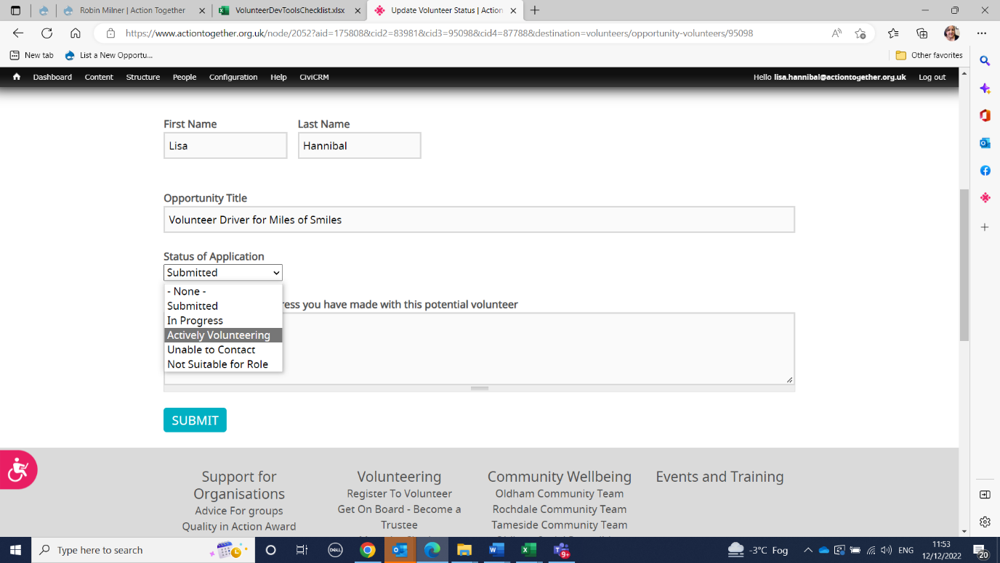 Robin Milner | Action Together
VolunteerDevToolsChecklist.xlsx
Update Volunteer Status | Action
https://www.actiontogether.org.uk/node/2052?aid=175808&cid2=83981&cid3=95098&cid4=87788&destination=volunteers/opportunity-volunteers/95098
New tab
List a New Opportu...
Other favorites
Dashboard Content Structure People Configuration Help CiviCRM
Hello lisa.hannibal@actiontogether.org.uk Log out
First Name Last Name
Lisa Hannibal
Opportunity Title
Volunteer Driver for Miles of Smiles
Status of Application
Submitted
- None -
Submitted
In Progress
Actively Volunteering
Unable to Contact
Not Suitable for Role
ress you have made with this potential volunteer
SUBMIT
Support for
Organisations
Advice For groups
Quality in Action Award
Volunteering
Register To Volunteer
Get On Board - Become a
Trustee
Community Wellbeing
Oldham Community Team
Rochdale Community Team
Tameside Community Team
Events and Training
Type here to search
DELL
9+
-3°C Fog
ENG
11:53
12/12/2022
20